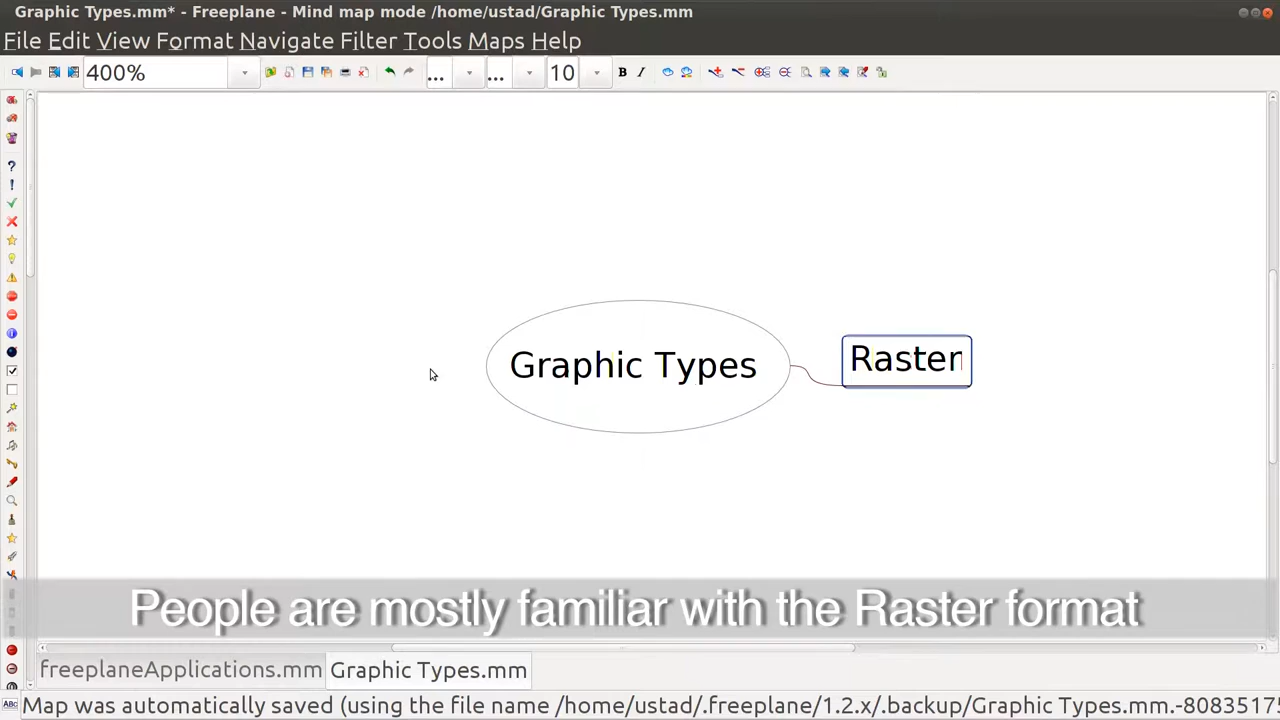 Graphic Types.mm* - Freeplane - Mind map mode /home/ustad/Graphic Types.mm
File Edit View Format Navigate Filter Tools Maps Help
400% ... ... 10 B I
Graphic Types
Raster
People are mostly familiar with the Raster format
freeplaneApplications.mm Graphic Types.mm
Map was automatically saved (using the file name /home/ustad/.freeplane/1.2.x/.backup/Graphic Types.mm.-8083517